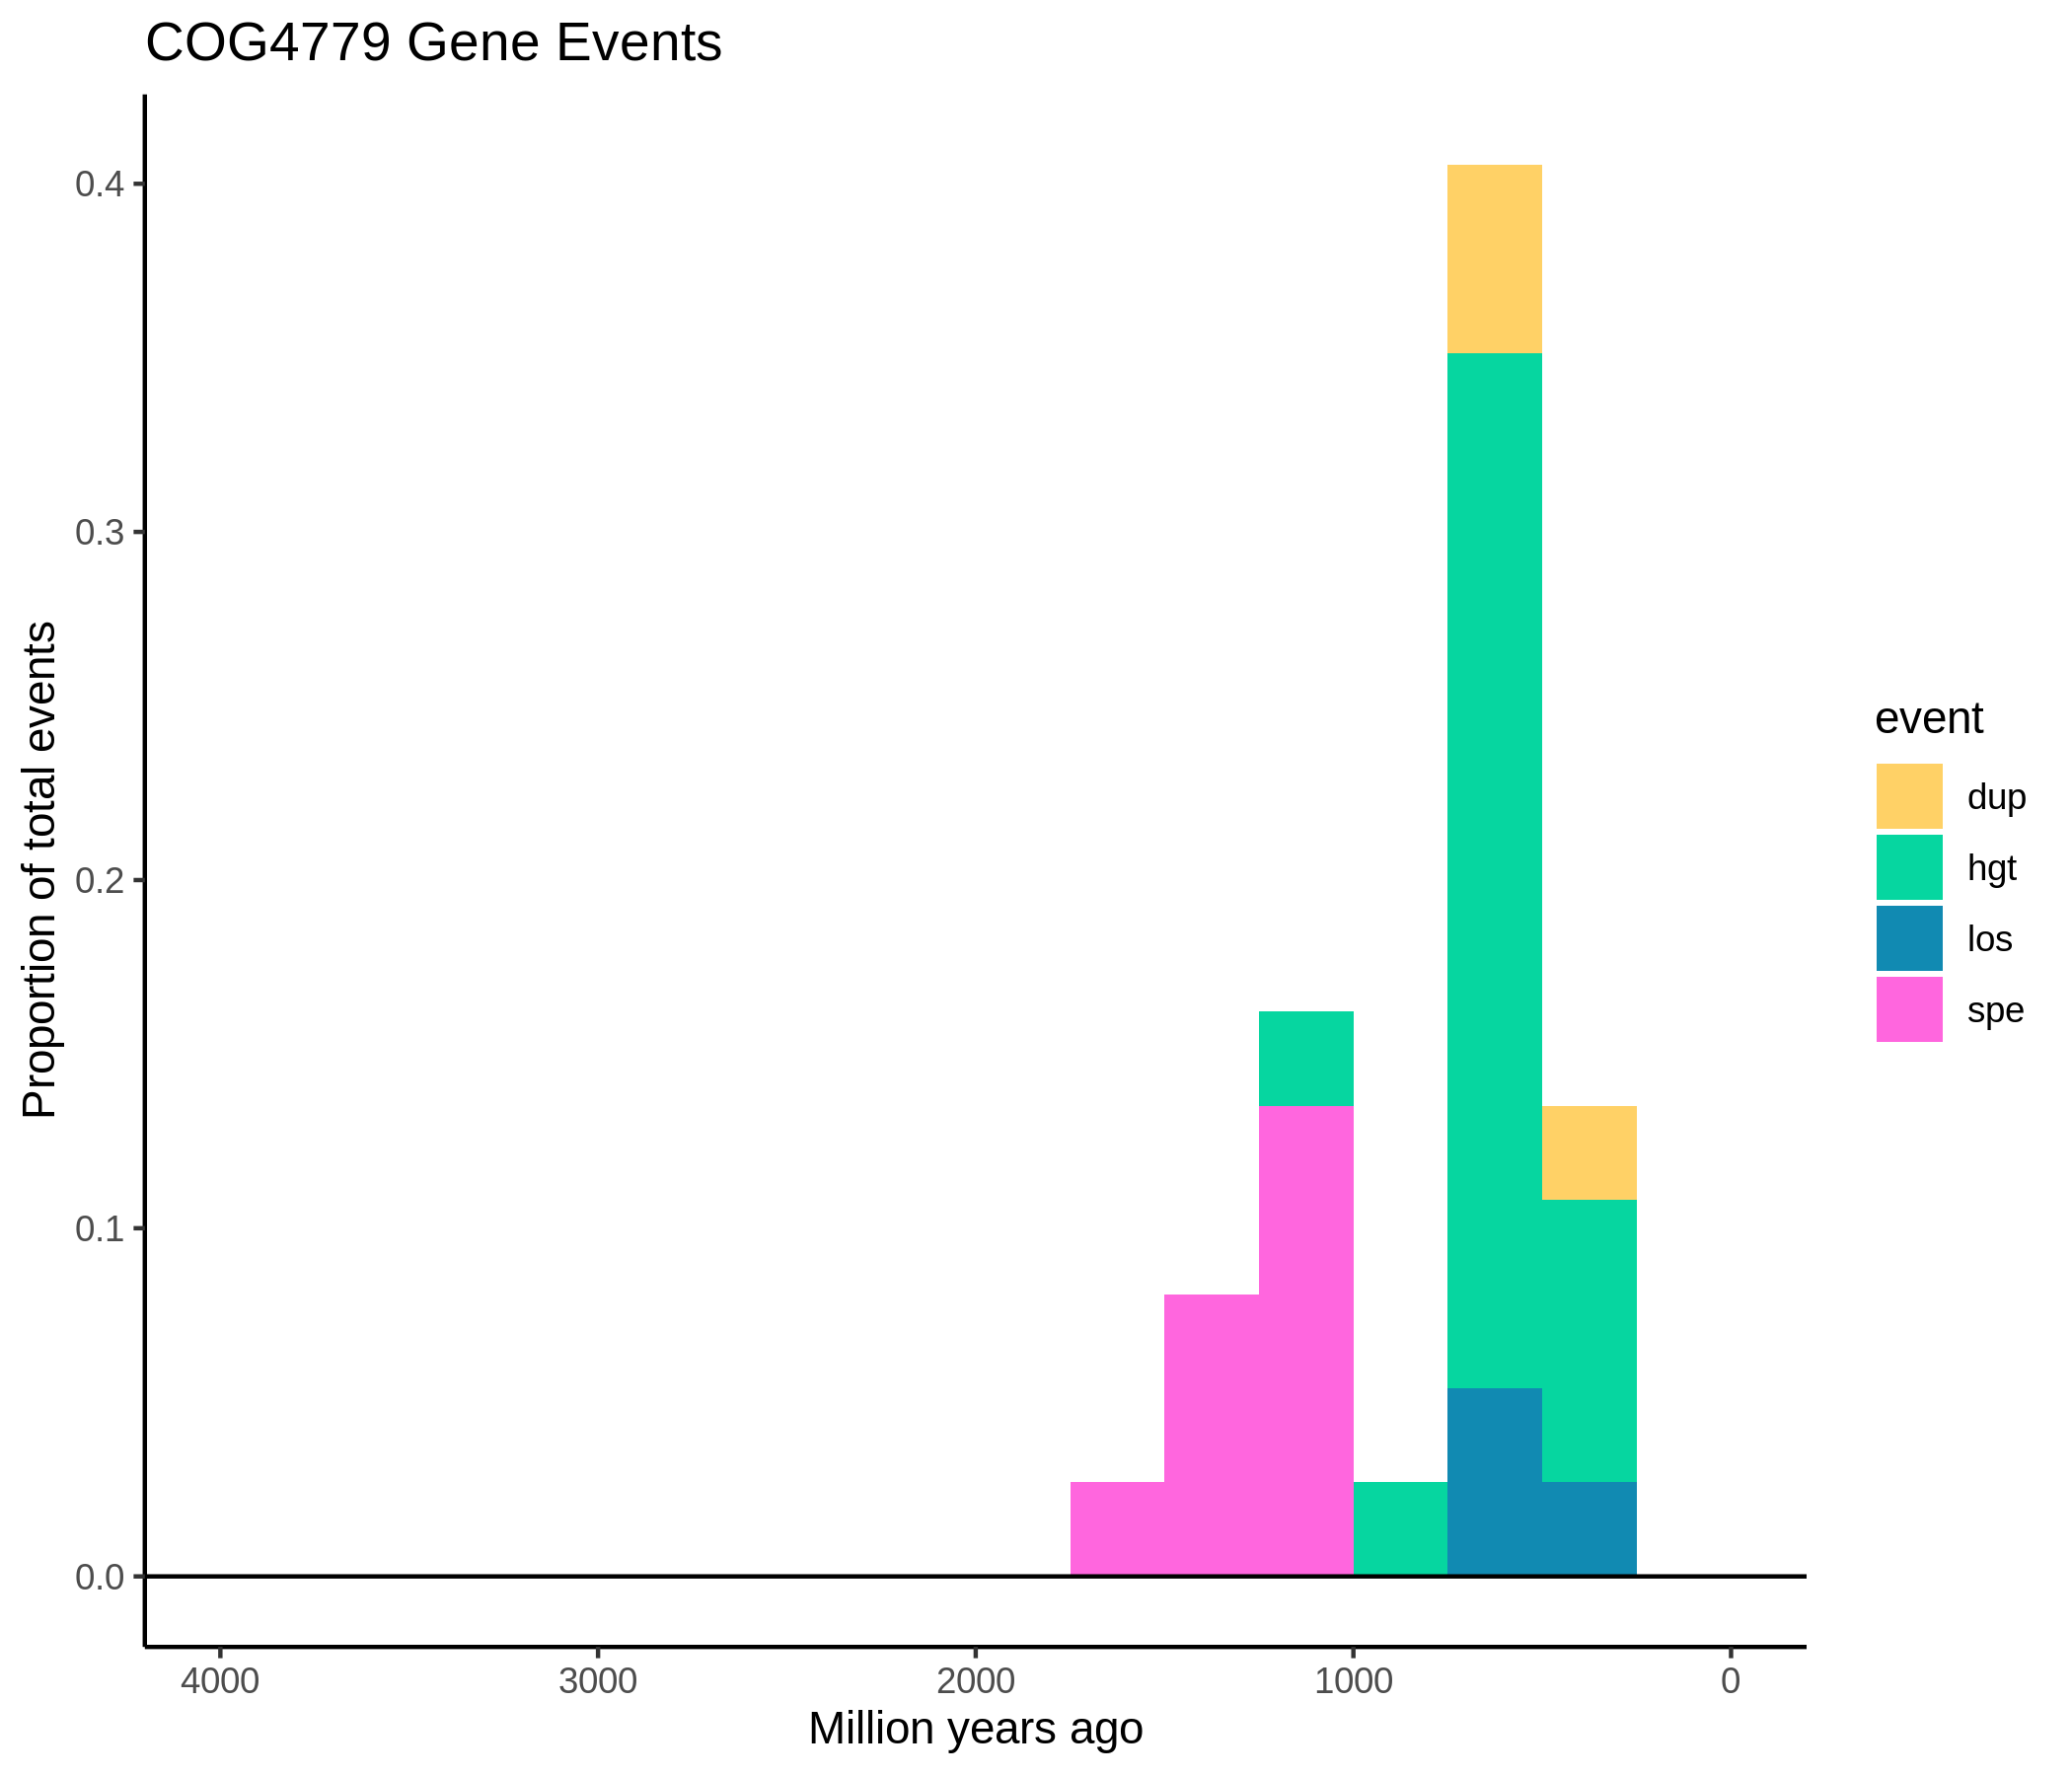 COG4779 Gene Events
Proportion of total events
0.4
0.3
0.2
0.1
0.0
4000 3000 2000 1000 0
Million years ago
event
dup
hgt
los
spe